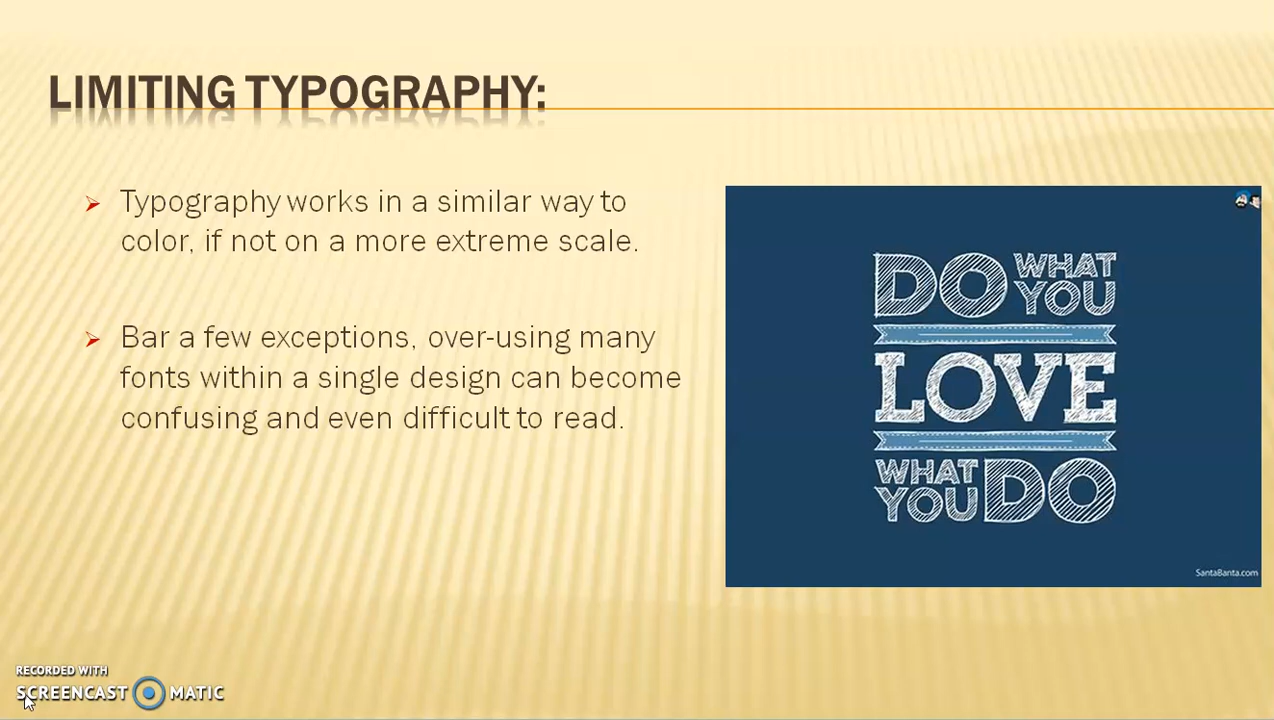 LIMITING TYPOGRAPHY:
Typography works in a similar way to
color, if not on a more extreme scale.
Bar a few exceptions, over-using many
fonts within a single design can become
confusing and even difficult to read.
DO WHAT
YOU
LOVE
WHAT
YOU DO
SantaBanta.com
RECORDED WITH
SCREENCAST MATIC